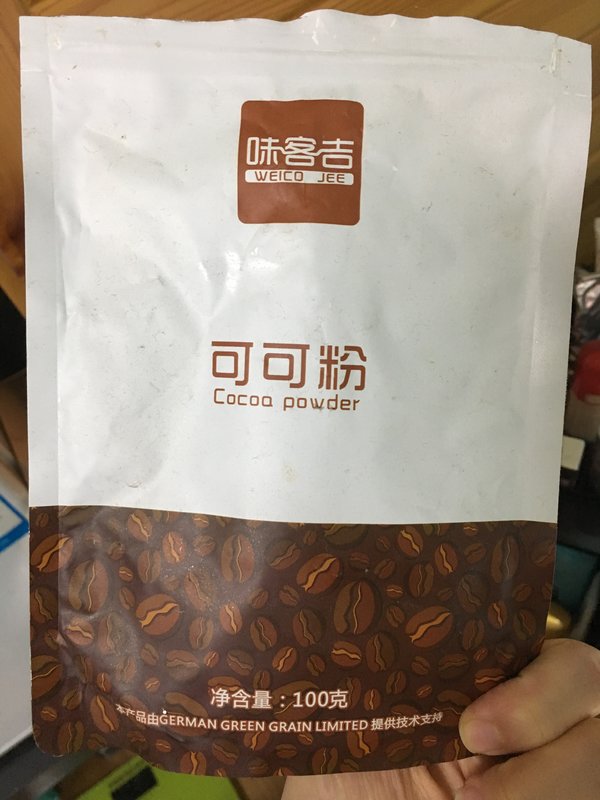 味客吉
WEICO JEE
可可粉
Cocoa powder
净含量：100克
本产品由GERMAN GREEN GRAIN LIMITED 提供技术支持